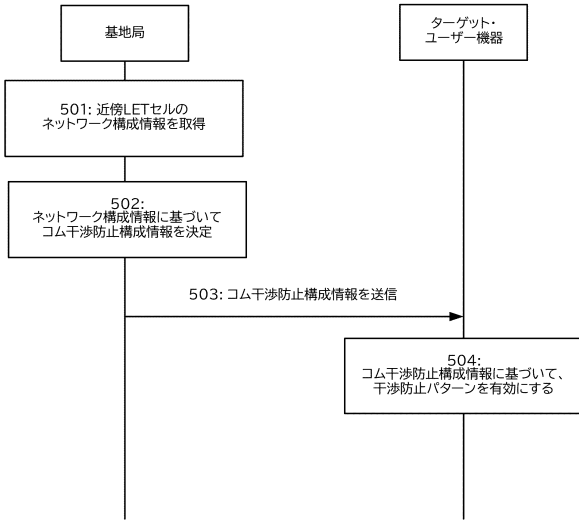 基地局
ターゲット・
ユーザー機器
501: 近傍LETセルの
ネットワーク構成情報を取得
502:
ネットワーク構成情報に基づいて
コム干渉防止構成情報を決定
503: コム干渉防止構成情報を送信
504:
コム干渉防止構成情報に基づいて、
干渉防止パターンを有効にする